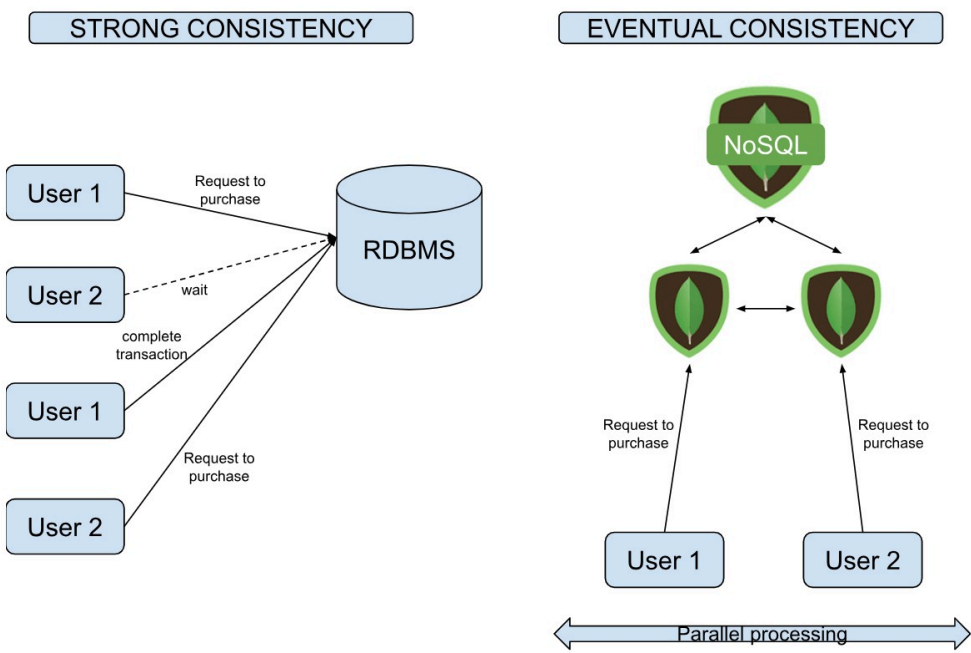 STRONG CONSISTENCY
User 1
Request to
purchase
RDBMS
User 2
wait
complete
transaction
User 1
Request to
purchase
User 2
EVENTUAL CONSISTENCY
NoSQL
Request to
purchase
Request to
purchase
User 1
User 2
Parallel processing